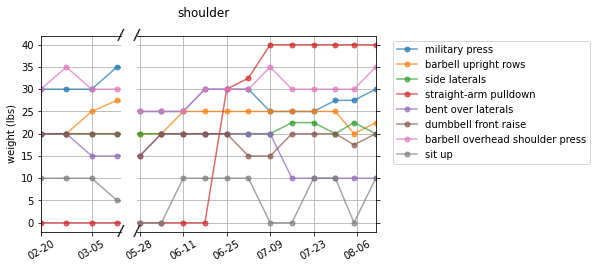 shoulder
weight (lbs)
40
35
30
25
20
15
10
5
0
02-20
03-05
05-28
06-11
06-25
07-09
07-23
08-06
military press
barbell upright rows
side laterals
straight-arm pulldown
bent over laterals
dumbbell front raise
barbell overhead shoulder press
sit up